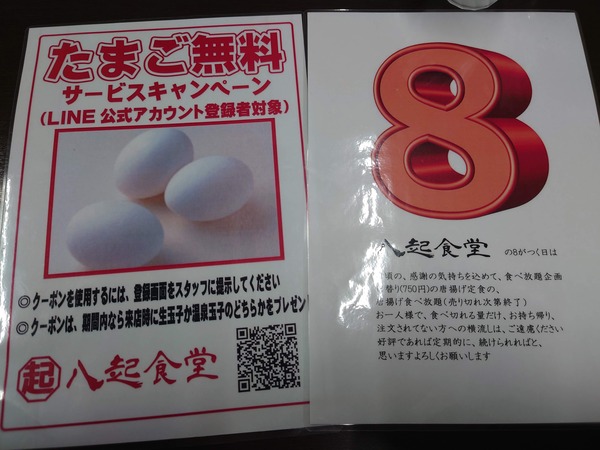 たまご無料
サービスキャンペーン
(LINE公式アカウント登録者対象)
◎クーポンを使用するには、登録画面をスタッフに提示してください
◎クーポンは、期間内なら来店時に生玉子か温泉玉子のどちらかをプレゼン
起 八起食堂
8
八起食堂 の8がつく日は
頃の、感謝の気持ちを込めて、食べ放題企画
替り(750円)の唐揚げ定食の、
唐揚げ食べ放題(売り切れ次第終了)
お一人様で、食べ切れる量だけ、お持ち帰り、
注文されてない方への横流しは、ご遠慮ください
好評であれば定期的に、続けられればと、
思いますよろしくお願いします